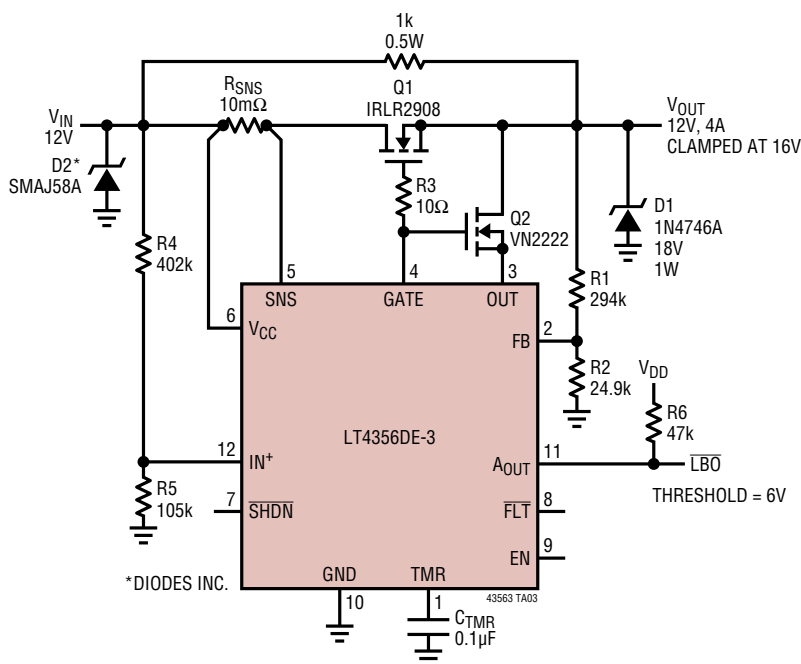 1k
0.5W
RSNS
10mΩ
Q1
IRLR2908
VIN
12V
VOUT
12V, 4A
CLAMPED AT 16V
D2*
SMAJ58A
R3
10Ω
Q2
VN2222
D1
1N4746A
18V
1W
R4
402k
5
4
3
R1
294k
SNS
GATE
OUT
6
VCC
2
FB
R2
24.9k
VDD
LT4356DE-3
R6
47k
12
IN+
11
AOUT
LBO
R5
105k
7
SHDN
8
FLT
THRESHOLD = 6V
9
EN
*DIODES INC.
GND
TMR
43563 TA03
10
1
CTMR
0.1µF